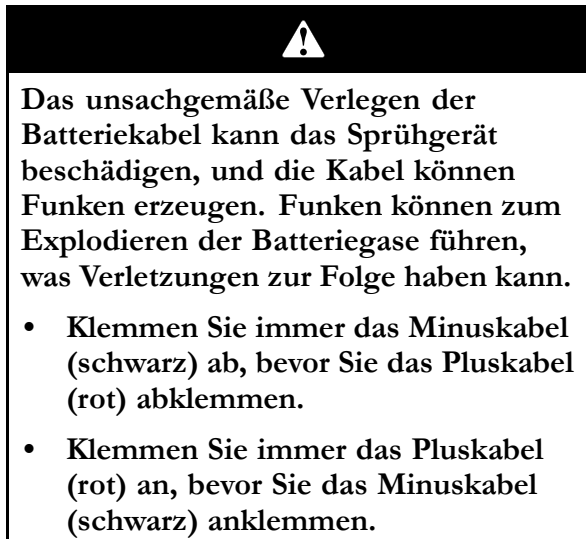 Das unsachgemäße Verlegen der
Batteriekabel kann das Sprühgerät
beschädigen, und die Kabel können
Funken erzeugen. Funken können zum
Explodieren der Batteriegase führen,
was Verletzungen zur Folge haben kann.
• Klemmen Sie immer das Minuskabel
(schwarz) ab, bevor Sie das Pluskabel
(rot) abklemmen.
• Klemmen Sie immer das Pluskabel
(rot) an, bevor Sie das Minuskabel
(schwarz) anklemmen.